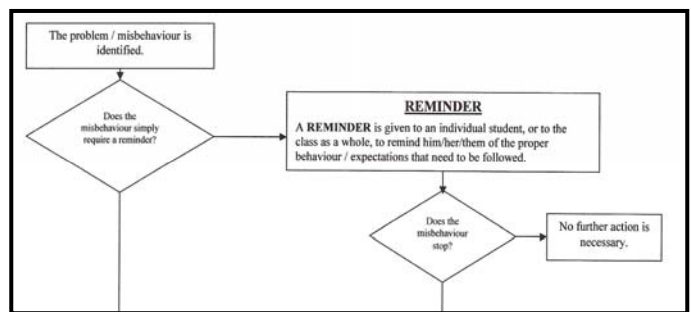 The problem / misbehaviour is
identified.
Does the
misbehaviour simply
require a reminder?
REMINDER
A REMINDER is given to an individual student, or to the
class as a whole, to remind him/her/them of the proper
behaviour / expectations that need to be followed.
Does the
misbehaviour
stop?
No further action is
necessary.